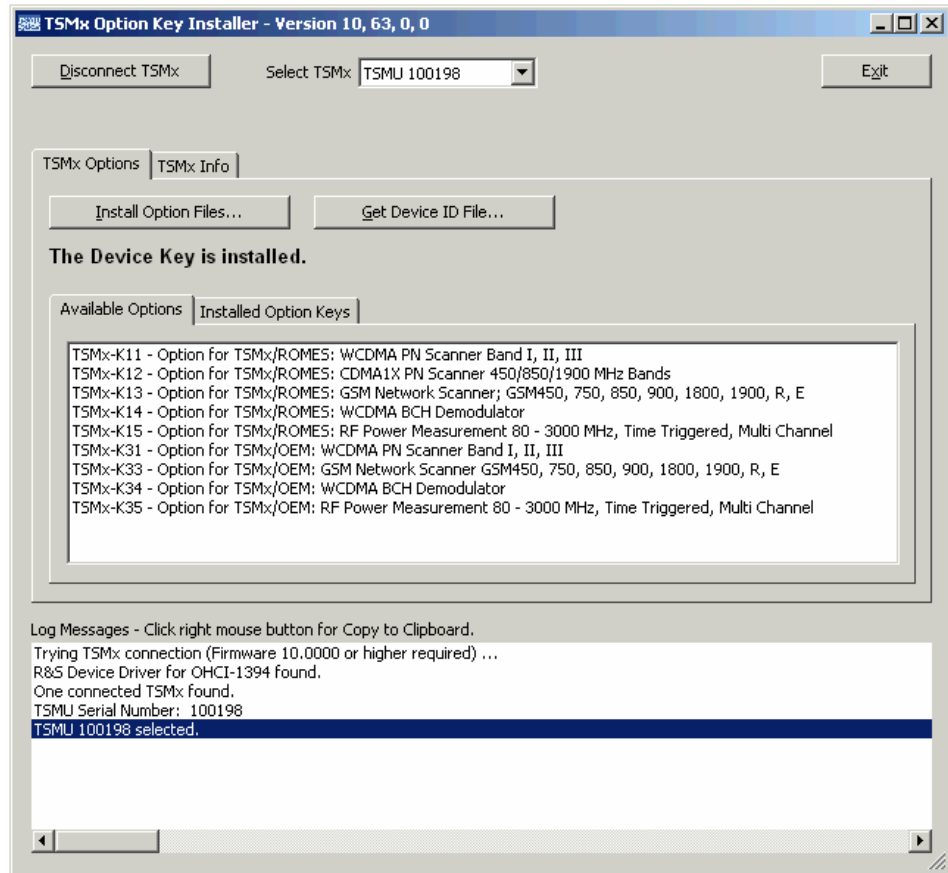 TSMx Option Key Installer - Version 10, 63, 0, 0
Disconnect TSMx
Select TSMx TSMU 100198
Exit
TSMx Options TSMx Info
Install Option Files... Get Device ID File...
The Device Key is installed.
Available Options Installed Option Keys
TSMx-K11 - Option for TSMx/ROMES: WCDMA PN Scanner Band I, II, III
TSMx-K12 - Option for TSMx/ROMES: CDMA1X PN Scanner 450/850/1900 MHz Bands
TSMx-K13 - Option for TSMx/ROMES: GSM Network Scanner; GSM450, 750, 850, 900, 1800, 1900, R, E
TSMx-K14 - Option for TSMx/ROMES: WCDMA BCH Demodulator
TSMx-K15 - Option for TSMx/ROMES: RF Power Measurement 80 - 3000 MHz, Time Triggered, Multi Channel
TSMx-K31 - Option for TSMx/OEM: WCDMA PN Scanner Band I, II, III
TSMx-K33 - Option for TSMx/OEM: GSM Network Scanner GSM450, 750, 850, 900, 1800, 1900, R, E
TSMx-K34 - Option for TSMx/OEM: WCDMA BCH Demodulator
TSMx-K35 - Option for TSMx/OEM: RF Power Measurement 80 - 3000 MHz, Time Triggered, Multi Channel
Log Messages - Click right mouse button for Copy to Clipboard.
Trying TSMx connection (Firmware 10.0000 or higher required) ...
R&S Device Driver for OHCI-1394 found.
One connected TSMx found.
TSMU Serial Number: 100198
TSMU 100198 selected.